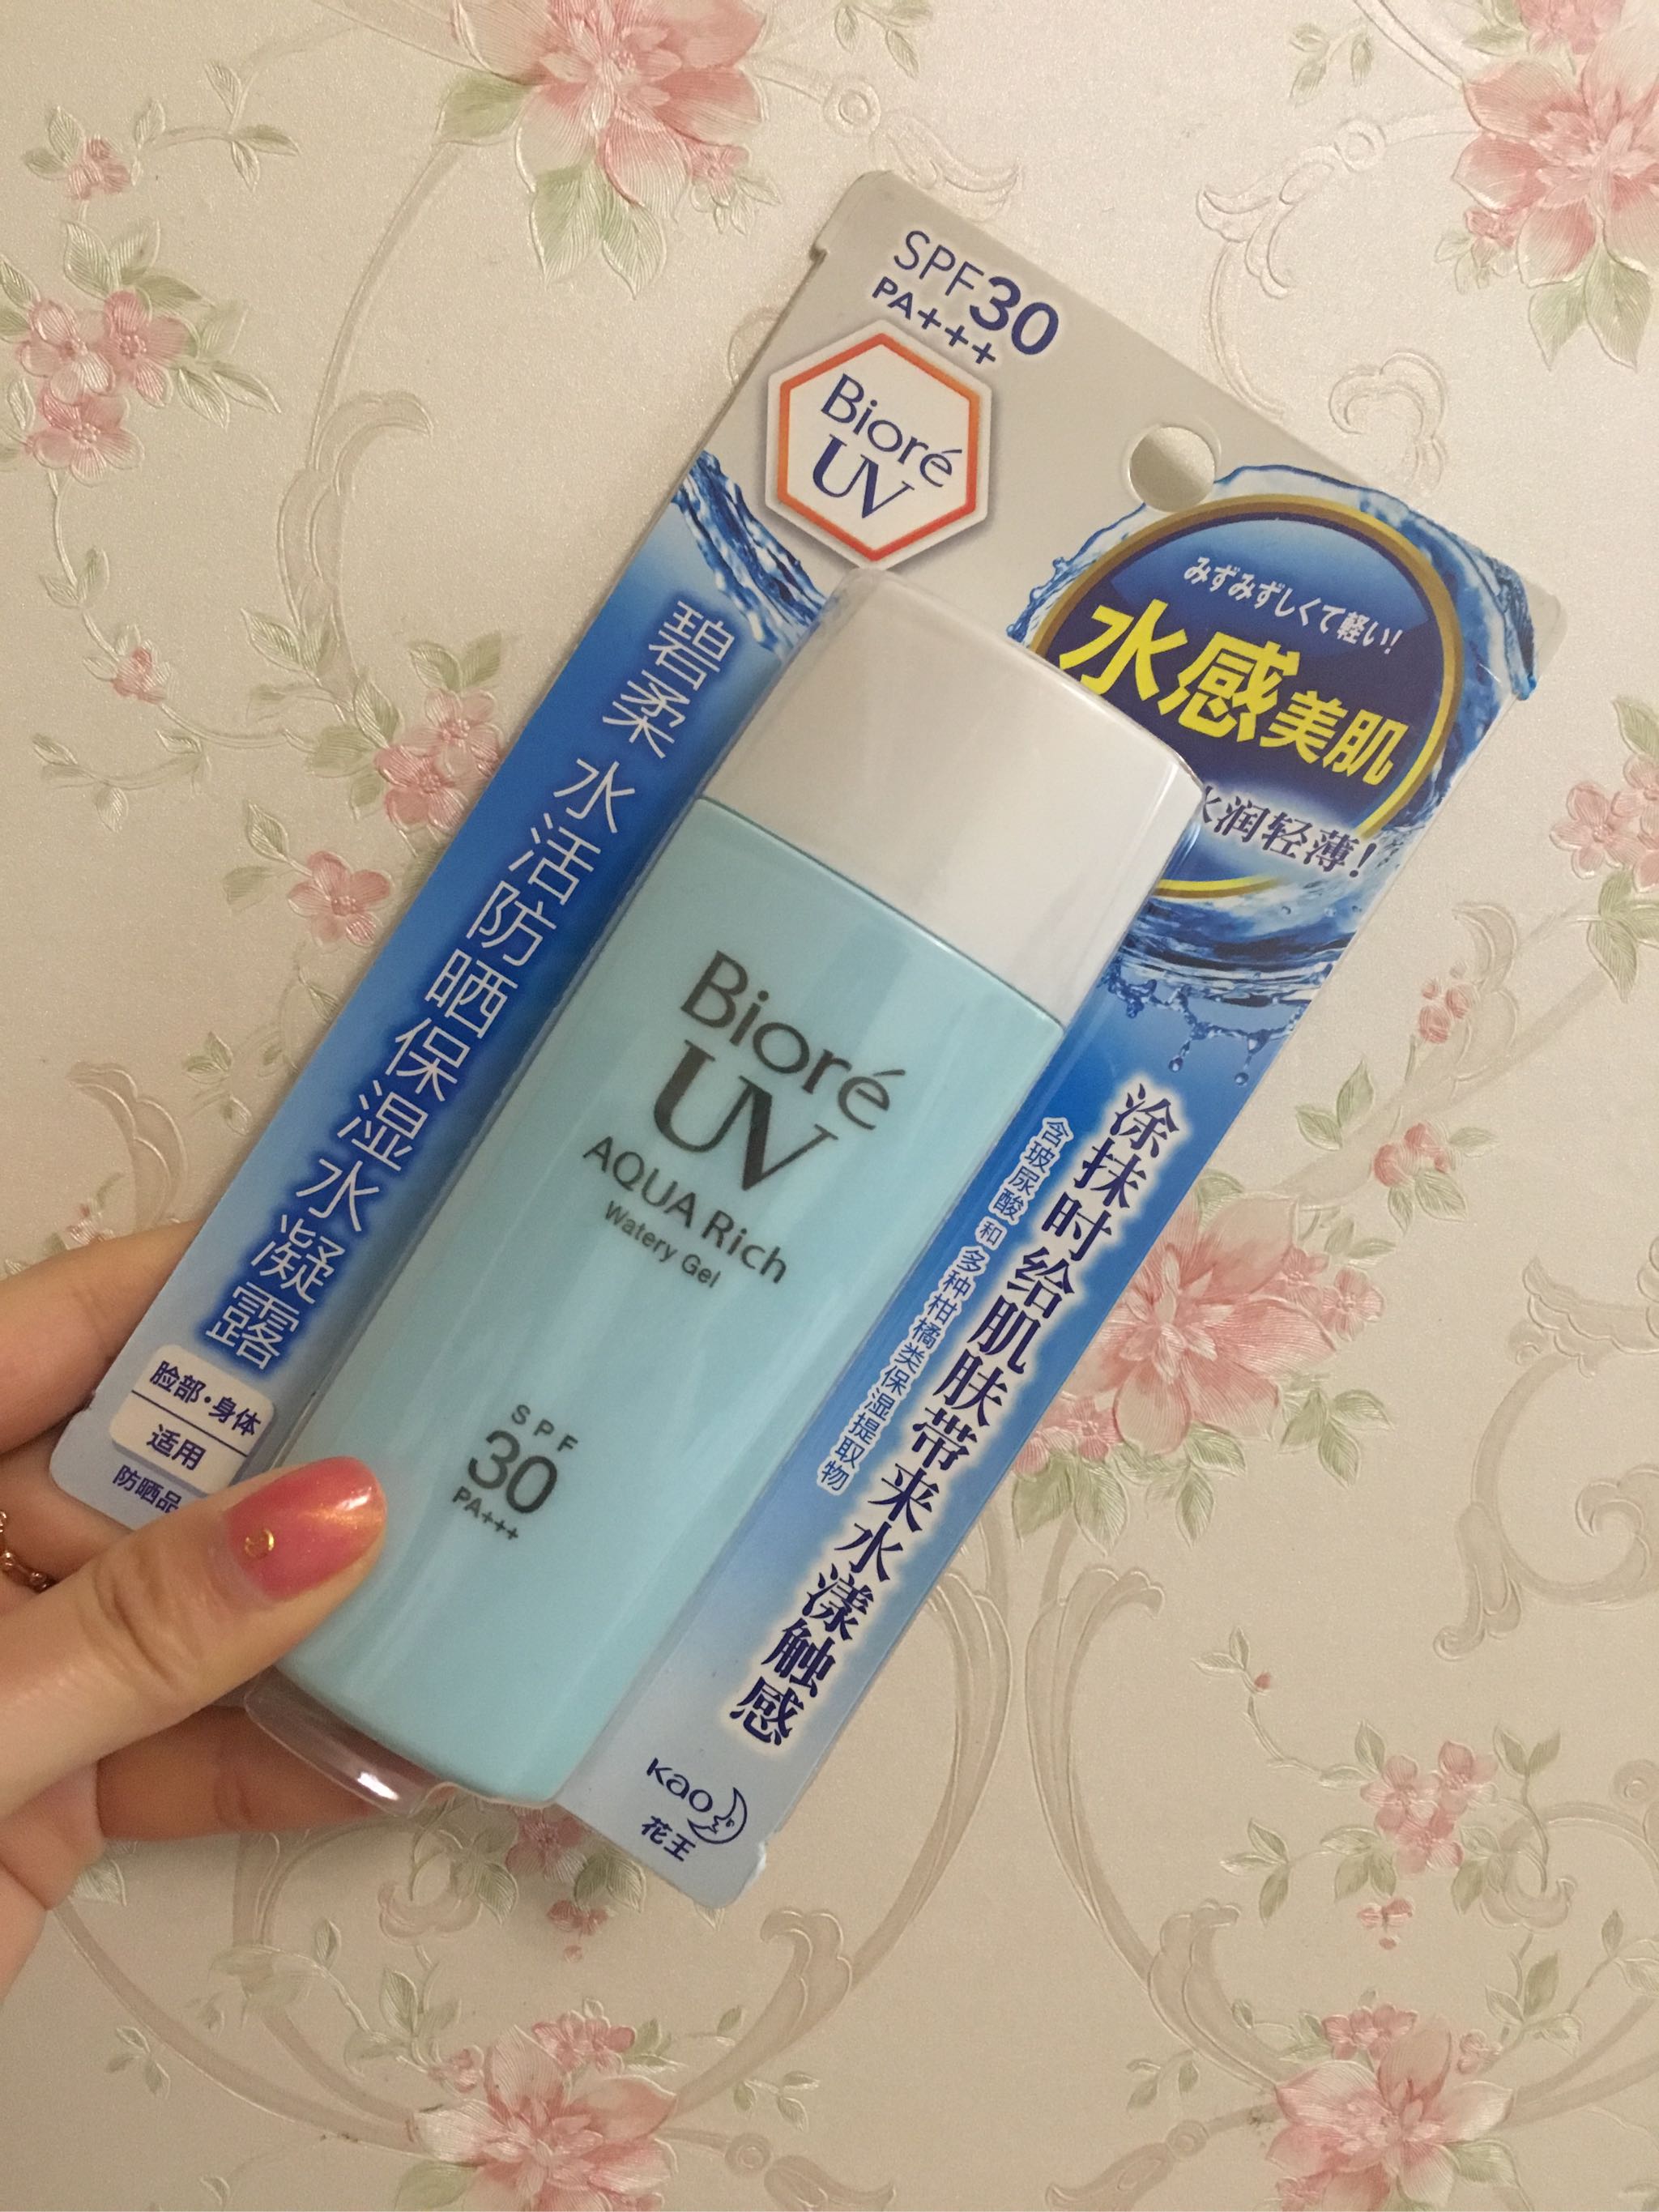 SPF30
PA+++
Bioré
UV
みずみずしくて軽い!
水感美肌
水润轻薄!
碧柔 水活防晒保湿水凝露
脸部·身体
适用
防晒品
Bioré
UV
AQUA Rich
Watery Gel
SPF
30
PA+++
涂抹时给肌肤带来水漾触感
含玻尿酸 和 多种柑橘类保湿提取物
Kao
花王